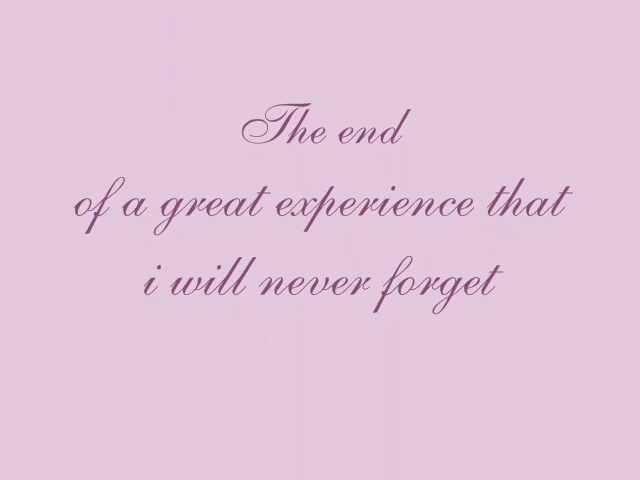 The end
of a great experience that
i will never forget